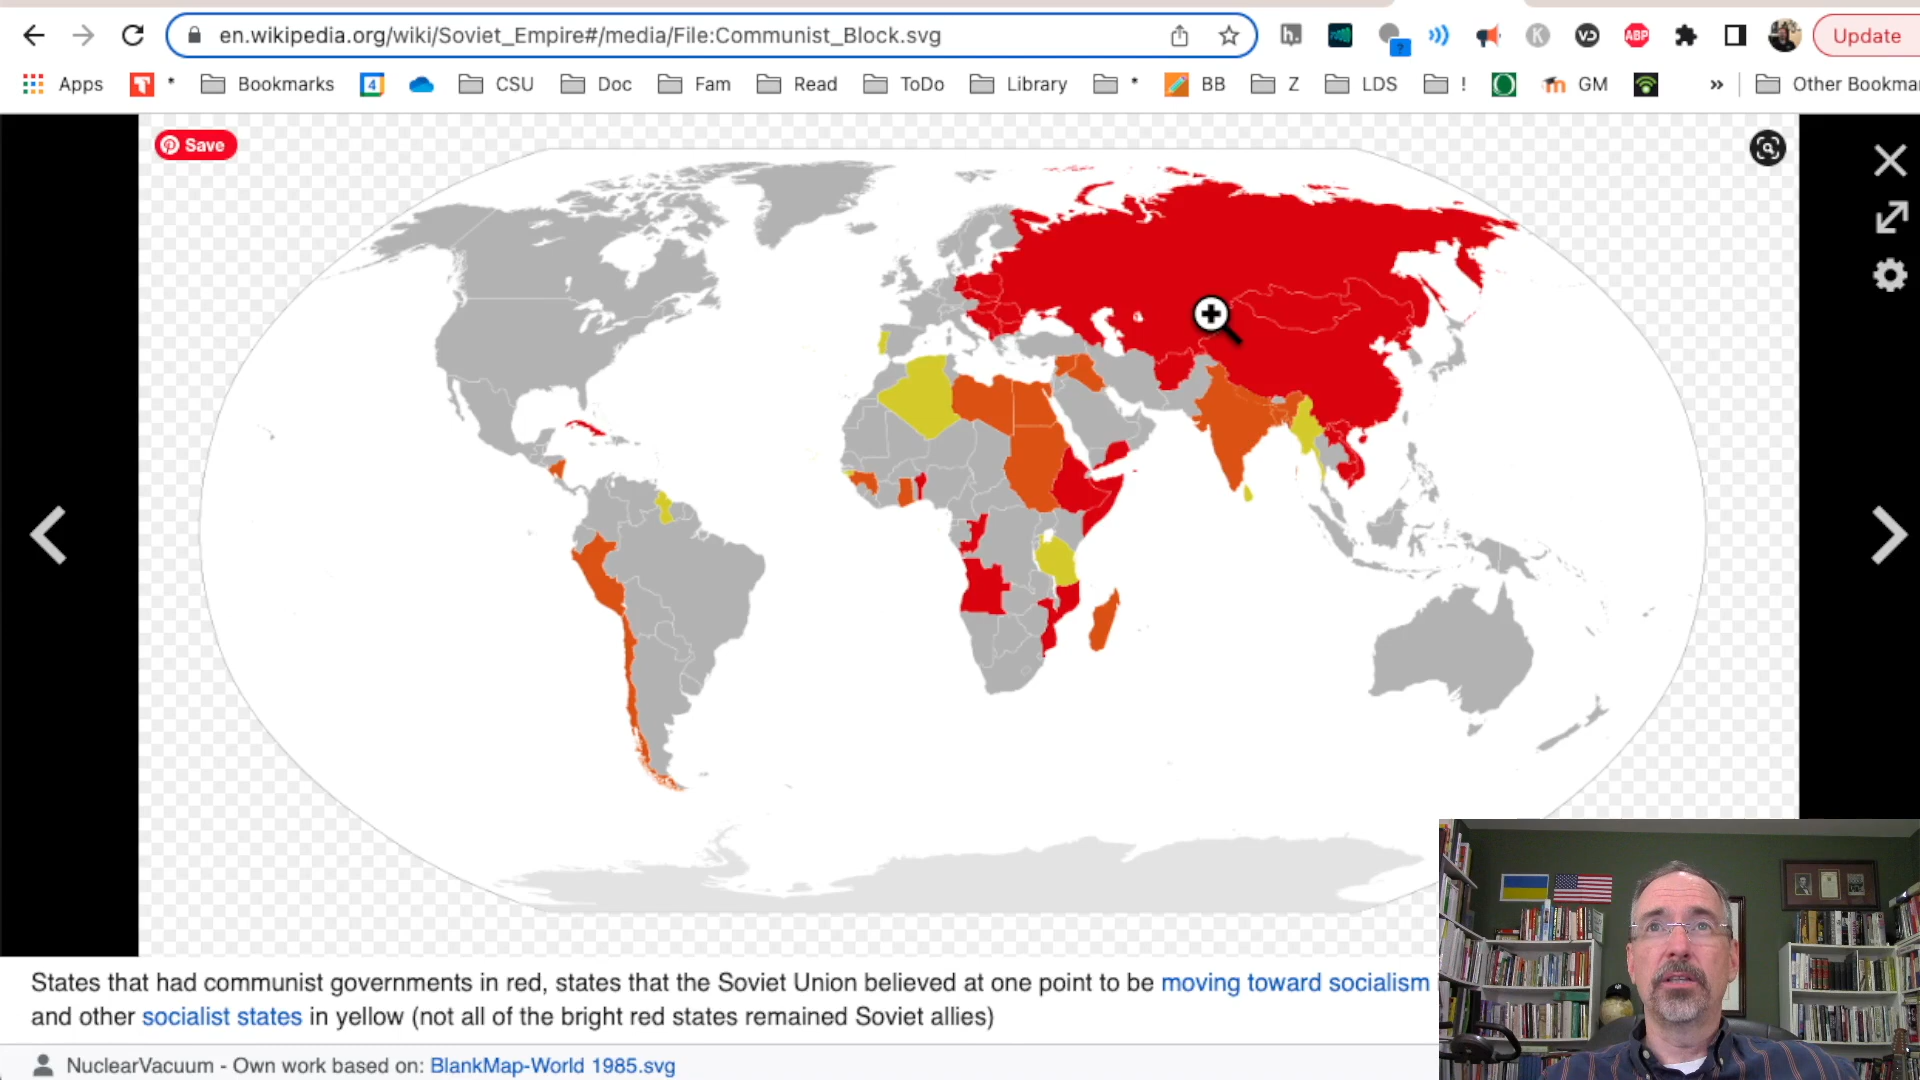 en.wikipedia.org/wiki/Soviet_Empire#/media/File:Communist_Block.svg
?
h.
K
VD
ABP
Update
Apps
*
Bookmarks
4
CSU
Doc
Fam
Read
ToDo
Library
*
BB
Z
LDS
!
GM
»
Other Bookma
Save
States that had communist governments in red, states that the Soviet Union believed at one point to be moving toward socialism
and other socialist states in yellow (not all of the bright red states remained Soviet allies)
NuclearVacuum - Own work based on: BlankMap-World 1985.svg